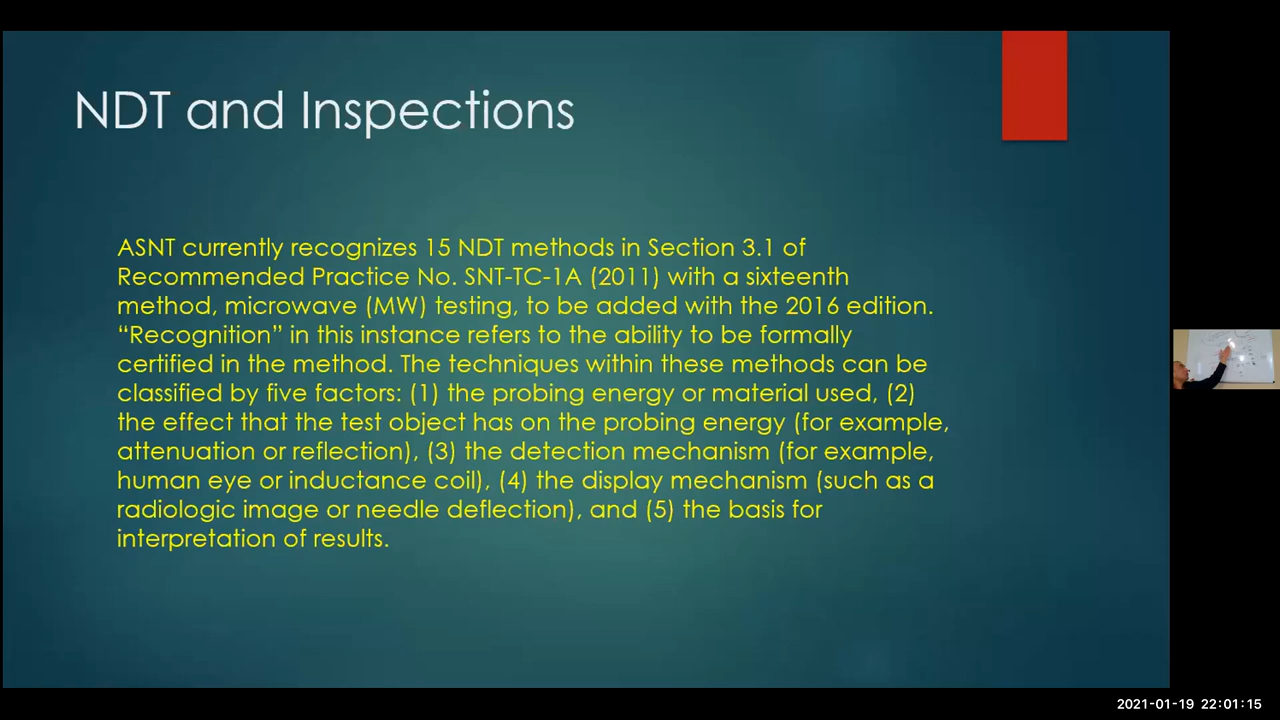 NDT and Inspections
ASNT currently recognizes 15 NDT methods in Section 3.1 of
Recommended Practice No. SNT-TC-1A (2011) with a sixteenth
method, microwave (MW) testing, to be added with the 2016 edition.
“Recognition” in this instance refers to the ability to be formally
certified in the method. The techniques within these methods can be
classified by five factors: (1) the probing energy or material used, (2)
the effect that the test object has on the probing energy (for example,
attenuation or reflection), (3) the detection mechanism (for example,
human eye or inductance coil), (4) the display mechanism (such as a
radiologic image or needle deflection), and (5) the basis for
interpretation of results.
2021-01-19 22:01:15